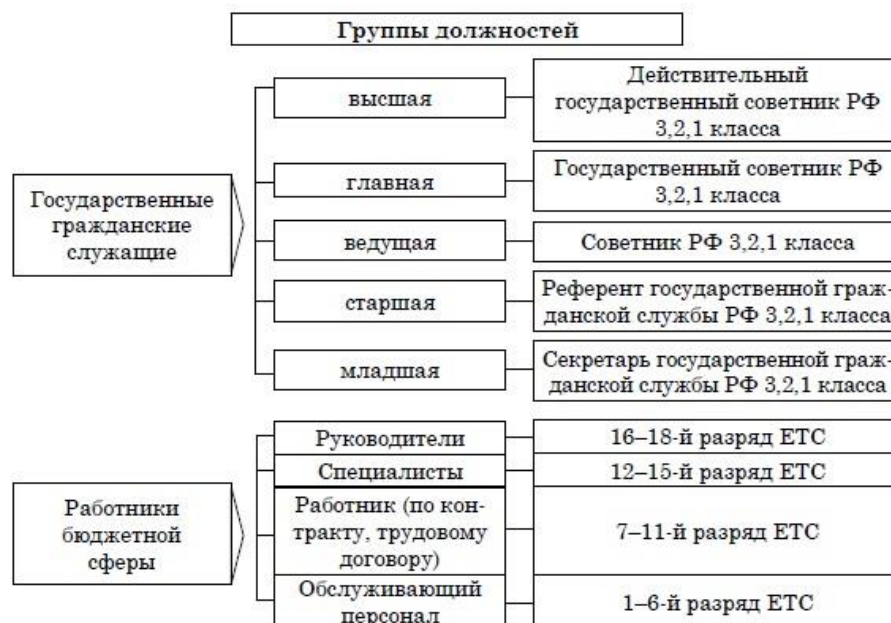 Группы должностей
Государственные
гражданские
служащие
высшая
Действительный
государственный советник РФ
3,2,1 класса
главная
Государственный советник РФ
3,2,1 класса
ведущая
Советник РФ 3,2,1 класса
старшая
Референт государственной граж-
данской службы РФ 3,2,1 класса
младшая
Секретарь государственной граж-
данской службы РФ 3,2,1 класса
Работники
бюджетной
сферы
Руководители
16–18-й разряд ЕТС
Специалисты
12–15-й разряд ЕТС
Работник (по кон-
тракту, трудовому
договору)
7–11-й разряд ЕТС
Обслуживающий
персонал
1–6-й разряд ЕТС